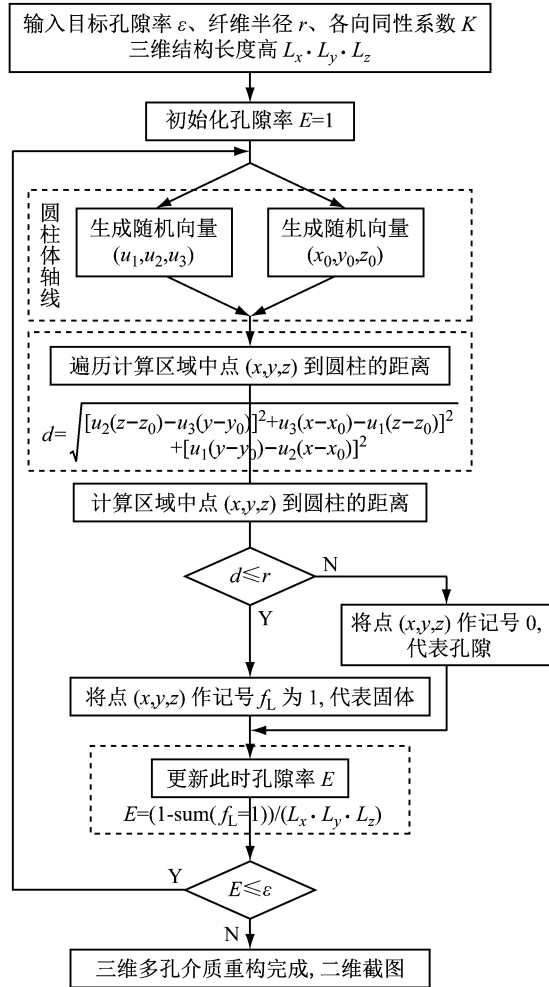 输入目标孔隙率 ε、纤维半径 r、各向同性系数 K
三维结构长度高 Lx·Ly·Lz
初始化孔隙率 E=1
圆柱体轴线
生成随机向量
(u1,u2,u3)
生成随机向量
(x0,y0,z0)
遍历计算区域中点 (x,y,z) 到圆柱的距离
d=√[u2(z−z0)−u3(y−y0)]²+u3(x−x0)−u1(z−z0)]²
+[u1(y−y0)−u2(x−x0)]²
计算区域中点 (x,y,z) 到圆柱的距离
d≤r
N
Y
将点 (x,y,z) 作记号 0,
代表孔隙
将点 (x,y,z) 作记号 fL 为 1, 代表固体
更新此时孔隙率 E
E=(1-sum(fL=1))/(Lx·Ly·Lz)
Y
E≤ε
N
三维多孔介质重构完成, 二维截图